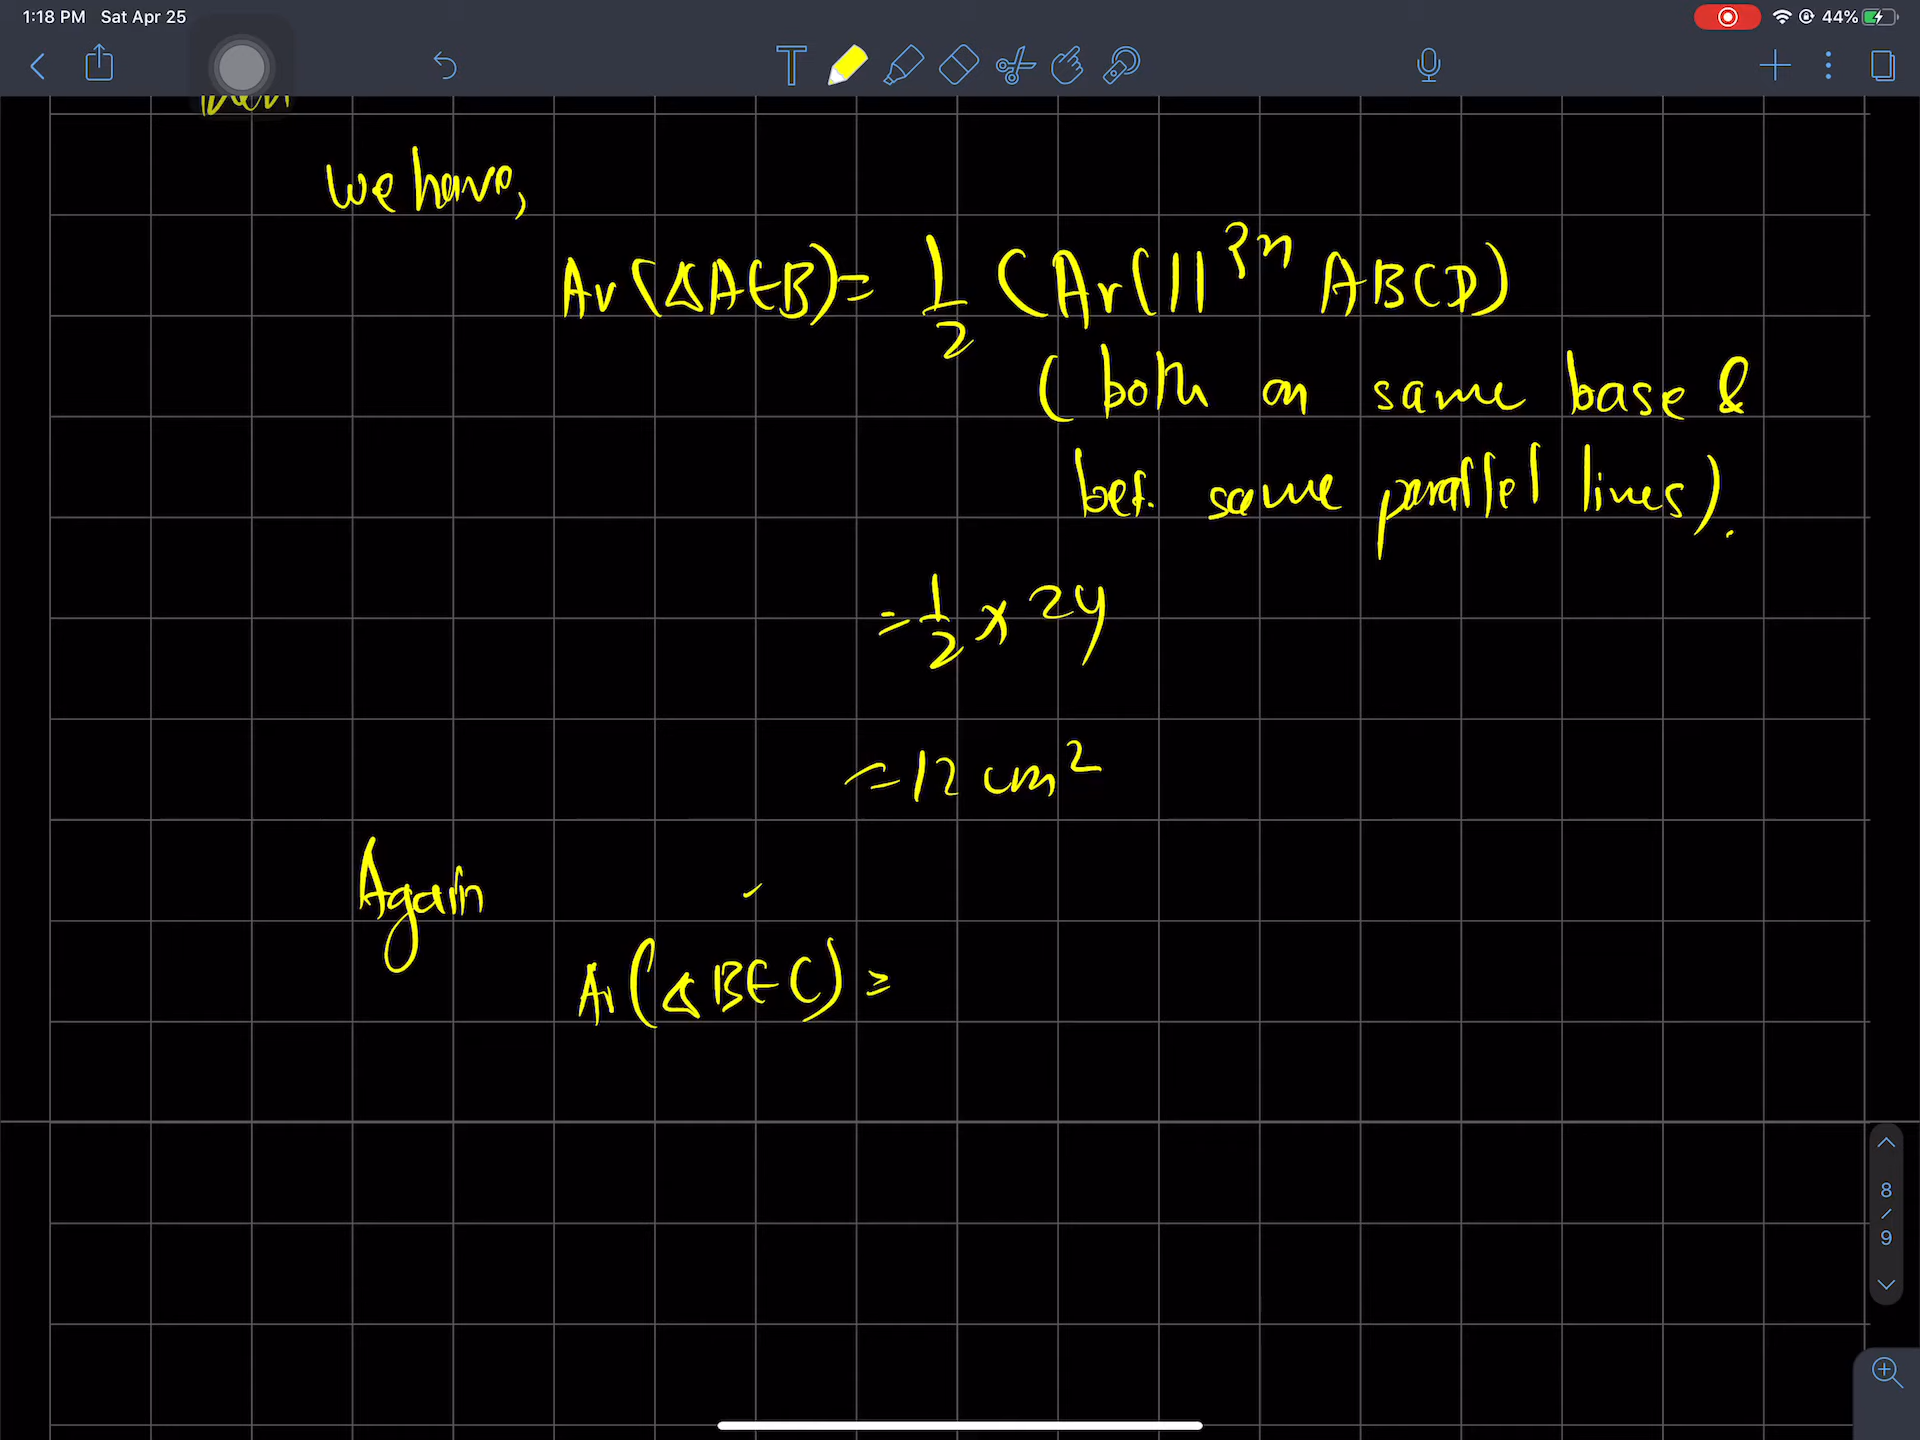 1:18 PM Sat Apr 25
44%
we have,
Ar(ΔAEB) = 1/2 (Ar(||gm ABCD)
(both on same base &
bet. same parallel lines).
= 1/2 x 24
= 12 cm²
Again
Ar(ΔBEC) =
8
/
9